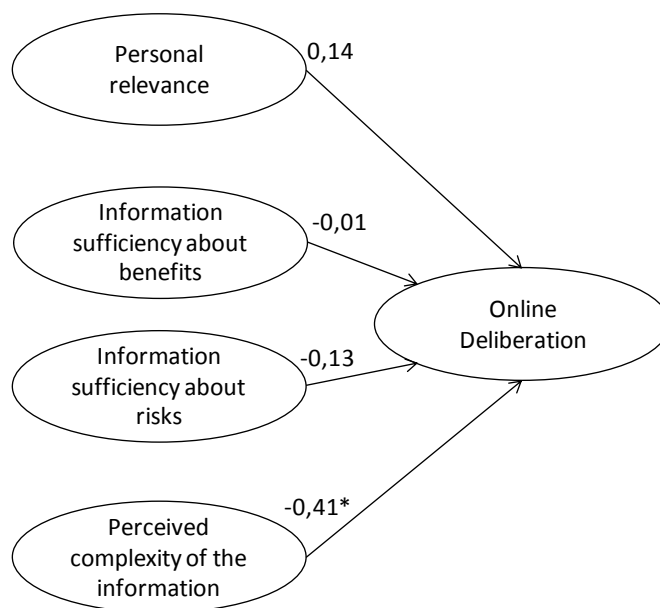 Personal
relevance
0,14
Information
sufficiency about
benefits
-0,01
Online
Deliberation
Information
sufficiency about
risks
-0,13
Perceived
complexity of the
information
-0,41*